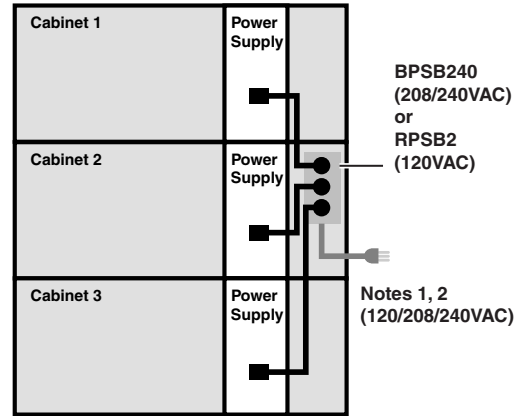 Cabinet 1
Power
Supply
BPSB240
(208/240VAC)
or
RPSB2
(120VAC)
Cabinet 2
Power
Supply
Cabinet 3
Power
Supply
Notes 1, 2
(120/208/240VAC)